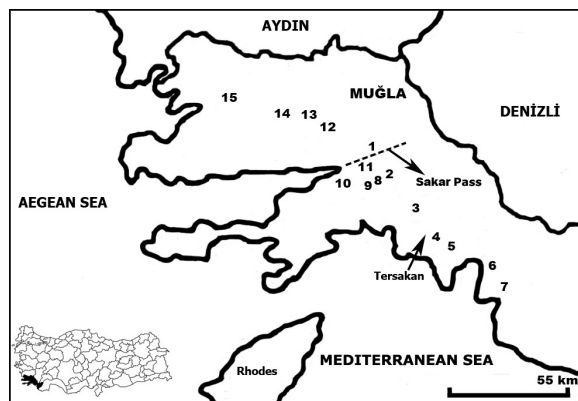 AYDIN
15
14
13
12
MUĞLA
DENİZLİ
1
Sakar Pass
11
10
9
8
2
AEGEAN SEA
3
4
5
Tersakan
6
7
Rhodes
MEDITERRANEAN SEA
55 km